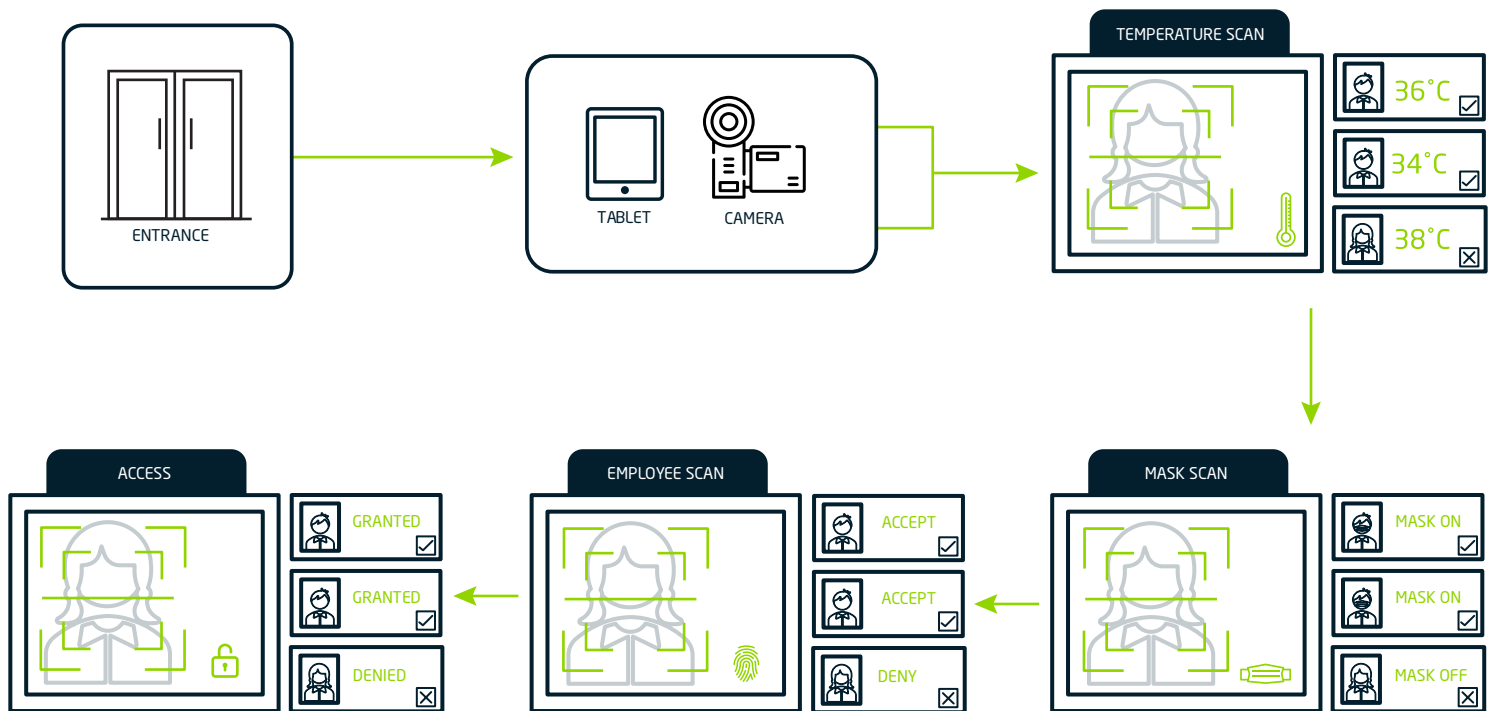 TEMPERATURE SCAN
36°C
34°C
38°C
ENTRANCE
TABLET
CAMERA
ACCESS
GRANTED
GRANTED
DENIED
EMPLOYEE SCAN
ACCEPT
ACCEPT
DENY
MASK SCAN
MASK ON
MASK ON
MASK OFF